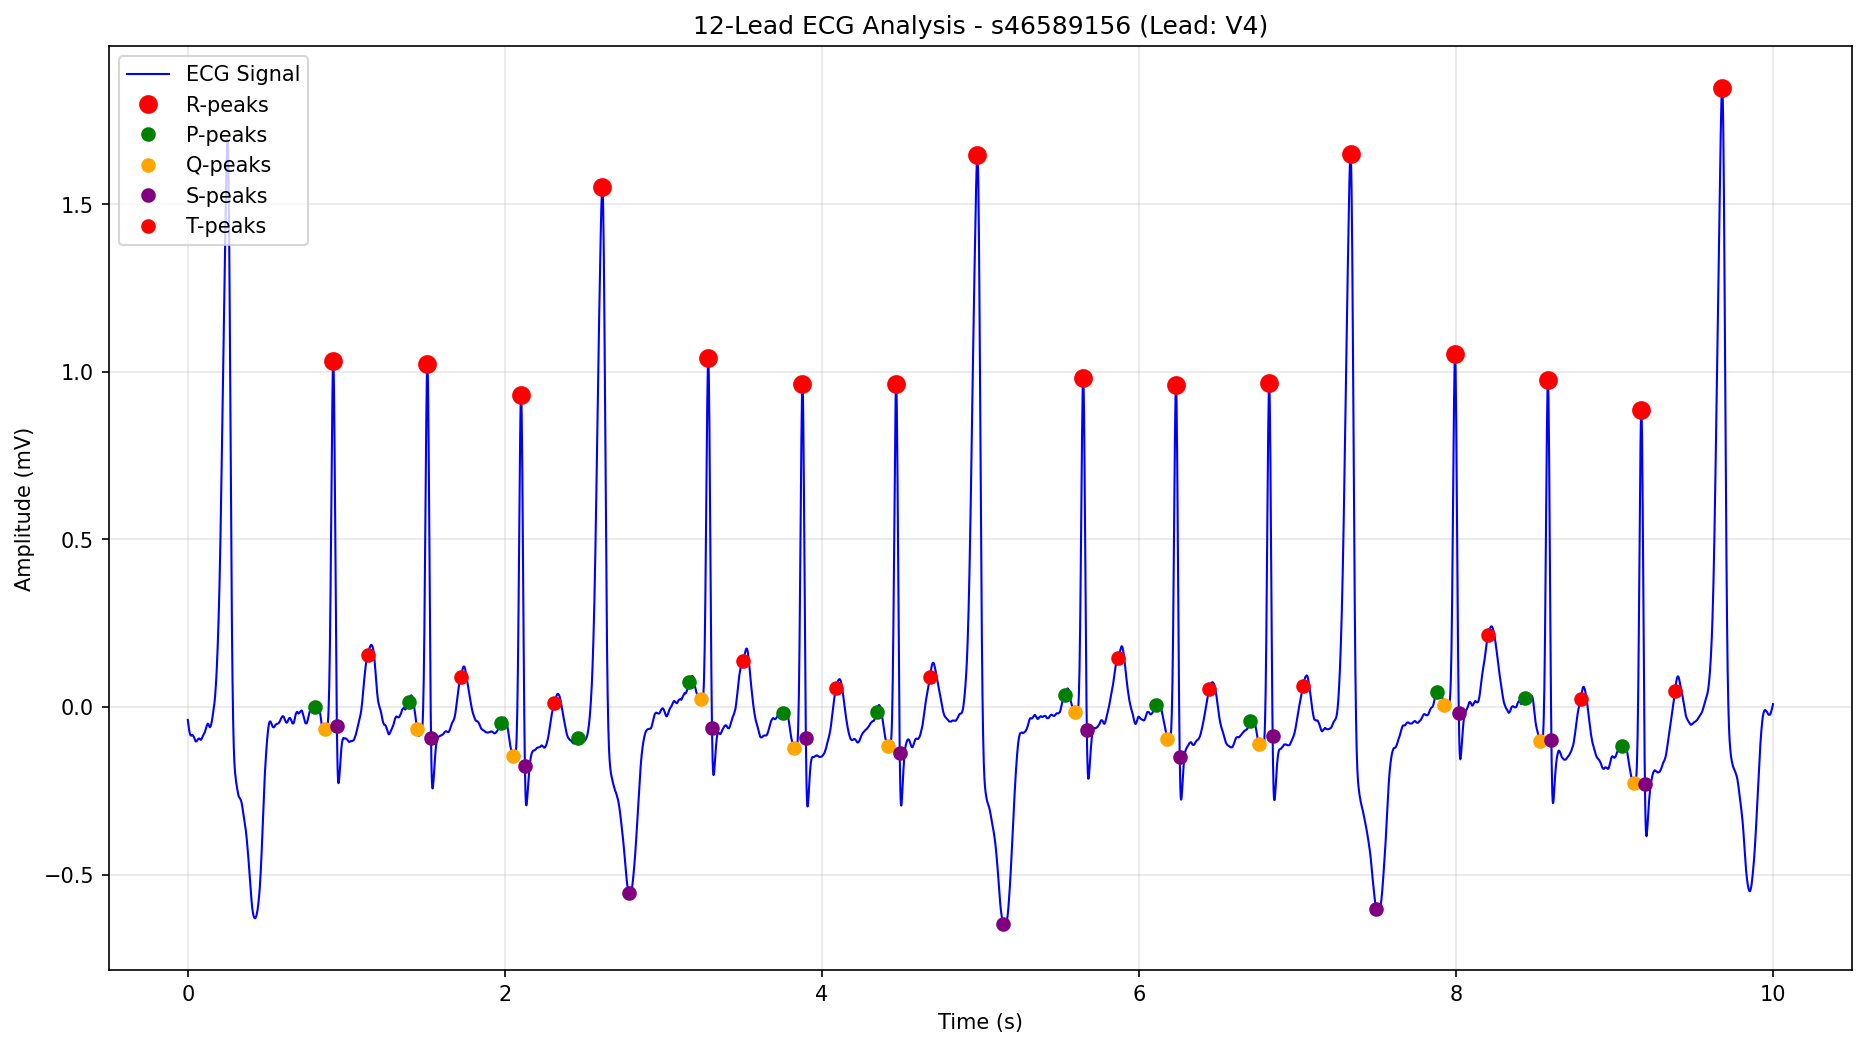 12-Lead ECG Analysis - s46589156 (Lead: V4)
ECG Signal
R-peaks
P-peaks
Q-peaks
S-peaks
T-peaks
Amplitude (mV)
1.5
1.0
0.5
0.0
−0.5
0 2 4 6 8 10
Time (s)